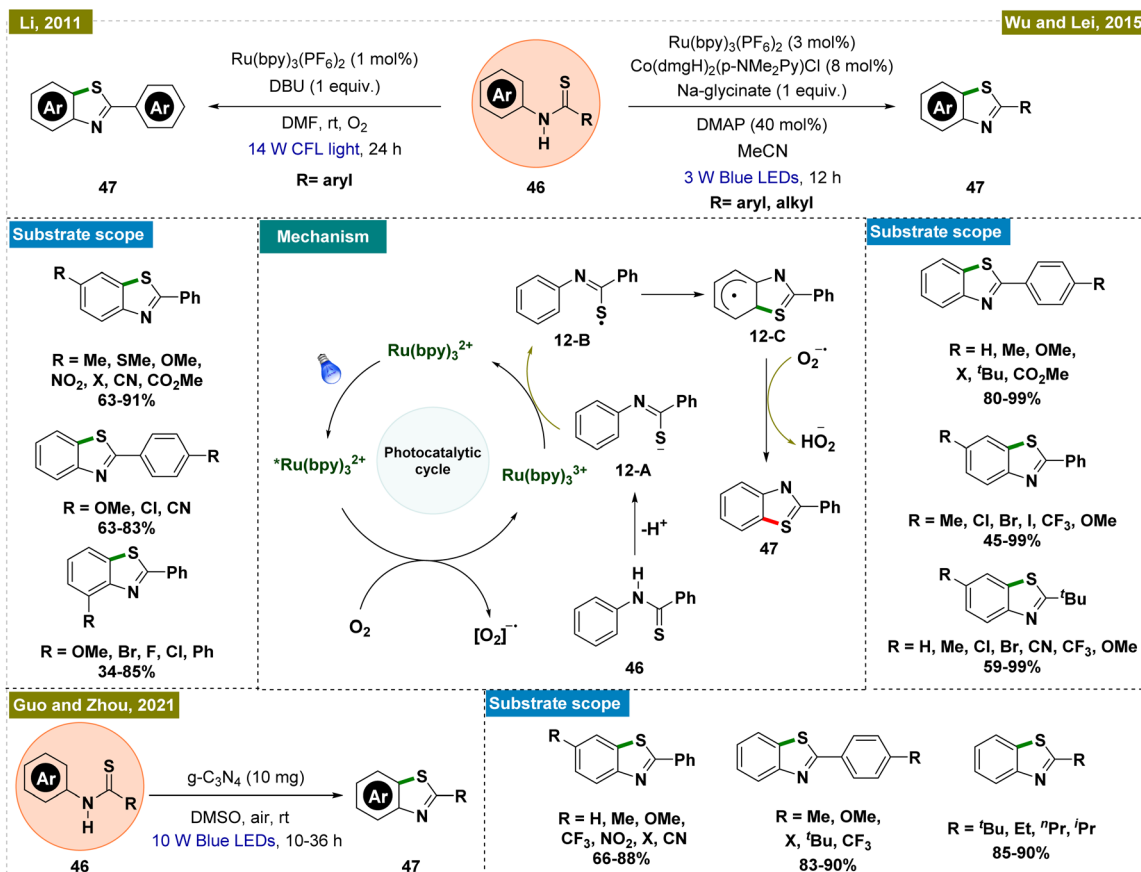 Li, 2011
Wu and Lei, 2015
Ar
S
N
Ar
47
Ru(bpy)3(PF6)2 (1 mol%)
DBU (1 equiv.)
DMF, rt, O2
14 W CFL light, 24 h
R= aryl
S
N
H
R
46
Ru(bpy)3(PF6)2 (3 mol%)
Co(dmgH)2(p-NMe2Py)Cl (8 mol%)
Na-glycinate (1 equiv.)
DMAP (40 mol%)
MeCN
3 W Blue LEDs, 12 h
R= aryl, alkyl
Ar
S
N
R
47
Substrate scope
R
S
N
Ph
R = Me, SMe, OMe,
NO2, X, CN, CO2Me
63-91%
S
N
R
R = OMe, Cl, CN
63-83%
S
N
Ph
R
R = OMe, Br, F, Cl, Ph
34-85%
Mechanism
N
Ph
S
12-B
N
Ph
S
12-C
Ru(bpy)3 2+
*Ru(bpy)3 2+
Photocatalytic
cycle
Ru(bpy)3 3+
N
Ph
S
12-A
O2 −·
HO2 −
-H+
N
Ph
S
47
O2
[O2] −·
H
N
Ph
S
46
Substrate scope
S
N
R
R = H, Me, OMe,
X, tBu, CO2Me
80-99%
R
S
N
Ph
R = Me, Cl, Br, I, CF3, OMe
45-99%
R
S
N
tBu
R = H, Me, Cl, Br, CN, CF3, OMe
59-99%
Guo and Zhou, 2021
Ar
S
N
H
R
46
g-C3N4 (10 mg)
DMSO, air, rt
10 W Blue LEDs, 10-36 h
Ar
S
N
R
47
Substrate scope
R
S
N
Ph
R = H, Me, OMe,
CF3, NO2, X, CN
66-88%
S
N
R
R = Me, OMe,
X, tBu, CF3
83-90%
S
N
R
R = tBu, Et, nPr, iPr
85-90%